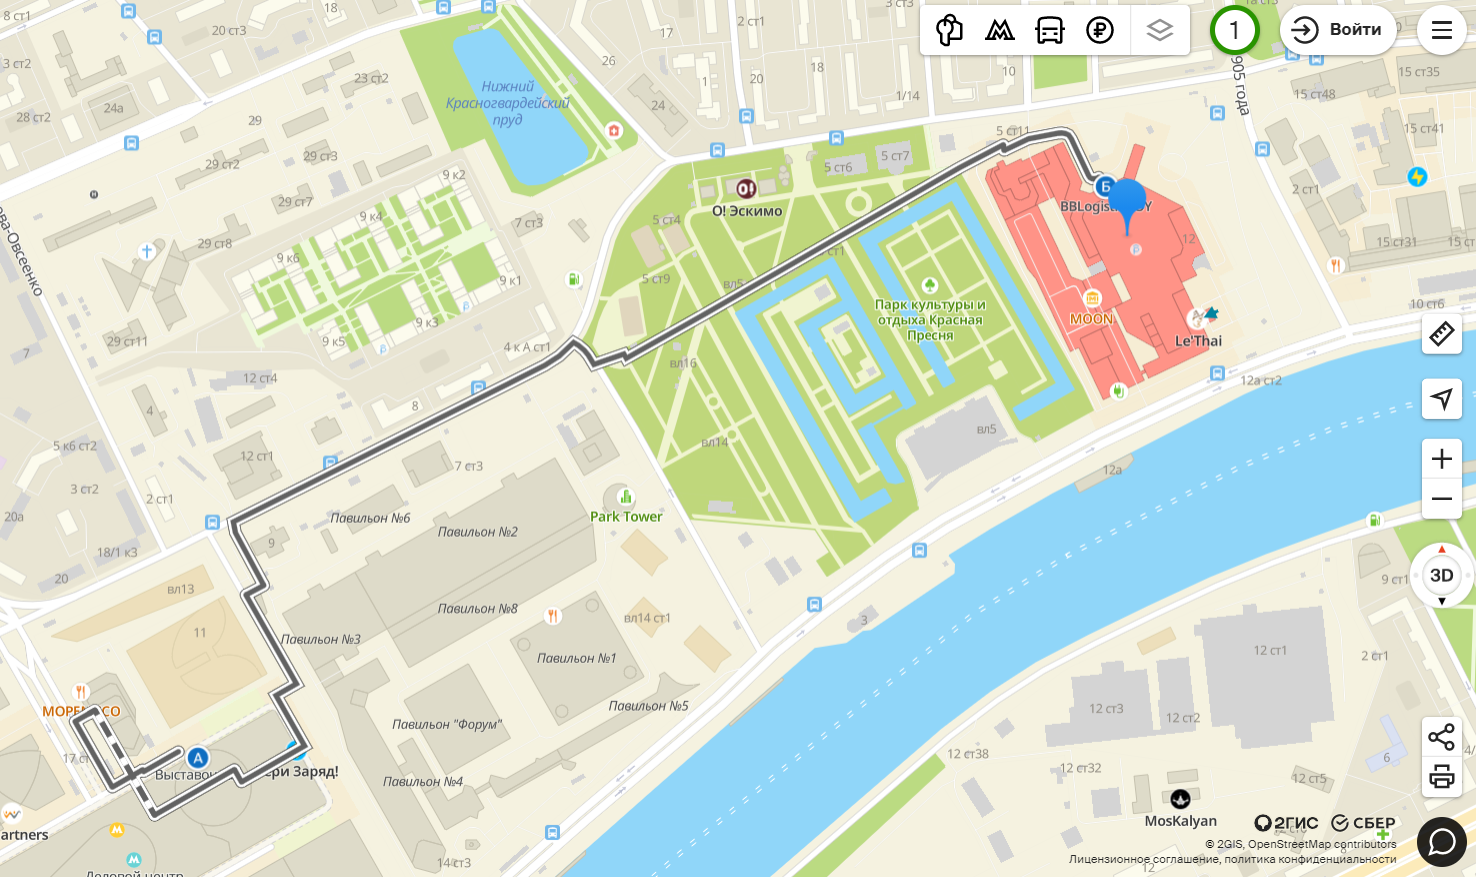 8 ст1
20 ст3
3 ст2
24а
28 ст2
23 ст2
29
29 ст2
29 ст3
29 ст7
29 ст8
29 ст11
7
Нижний
Красногвардейский
пруд
26
17
2 ст1
3 ст3
1
20
18
24
1/14
10
1
Войти
905 года
15 ст35
15 ст48
15 ст41
2 ст1
15 ст31
10 ст6
9 к2
9 к4
9 к6
9 к1
9 к3
9 к5
7 ст3
4 к А ст1
5 ст4
5 ст9
О! Эскимо
5 ст6
5 ст7
5 ст11
Б
12
MOON
Le'Thai
Парк культуры и
отдыха Красная
Пресня
вл16
вл14
вл5
12а ст2
12а
12 ст4
4
8
5 к6 ст2
12 ст1
3 ст2
2 ст1
20а
18/1 к3
20
7 ст3
9
Павильон №6
Павильон №2
Park Tower
Павильон №8
Павильон №3
Павильон №1
вл14 ст1
Павильон №5
Павильон "Форум"
Павильон №4
14 ст3
вл13
11
А
3
3D
9 ст1
12 ст1
2 ст1
12 ст3
12 ст2
12 ст38
12 ст32
12 ст5
6
12
MosKalyan
artners
2ГИС СБЕР
© 2GIS, OpenStreetMap contributors
Лицензионное соглашение, политика конфиденциальности